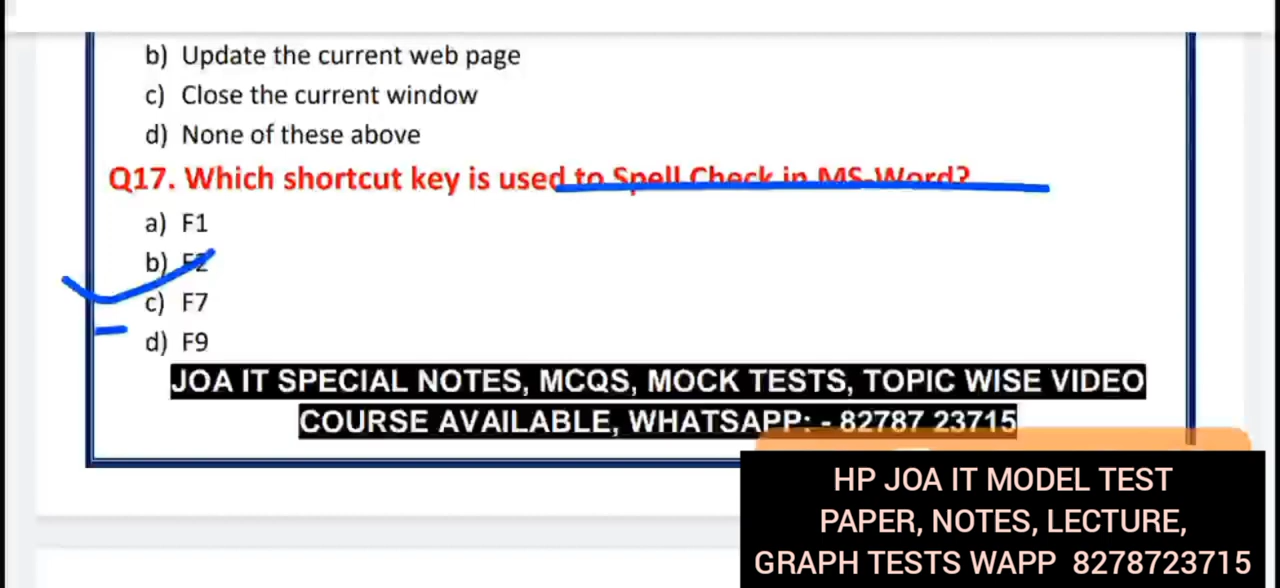 b) Update the current web page
c) Close the current window
d) None of these above
Q17. Which shortcut key is used to Spell Check in MS-Word?
a) F1
b) F2
c) F7
d) F9
JOA IT SPECIAL NOTES, MCQS, MOCK TESTS, TOPIC WISE VIDEO
COURSE AVAILABLE, WHATSAPP: - 82787 23715
HP JOA IT MODEL TEST
PAPER, NOTES, LECTURE,
GRAPH TESTS WAPP 8278723715